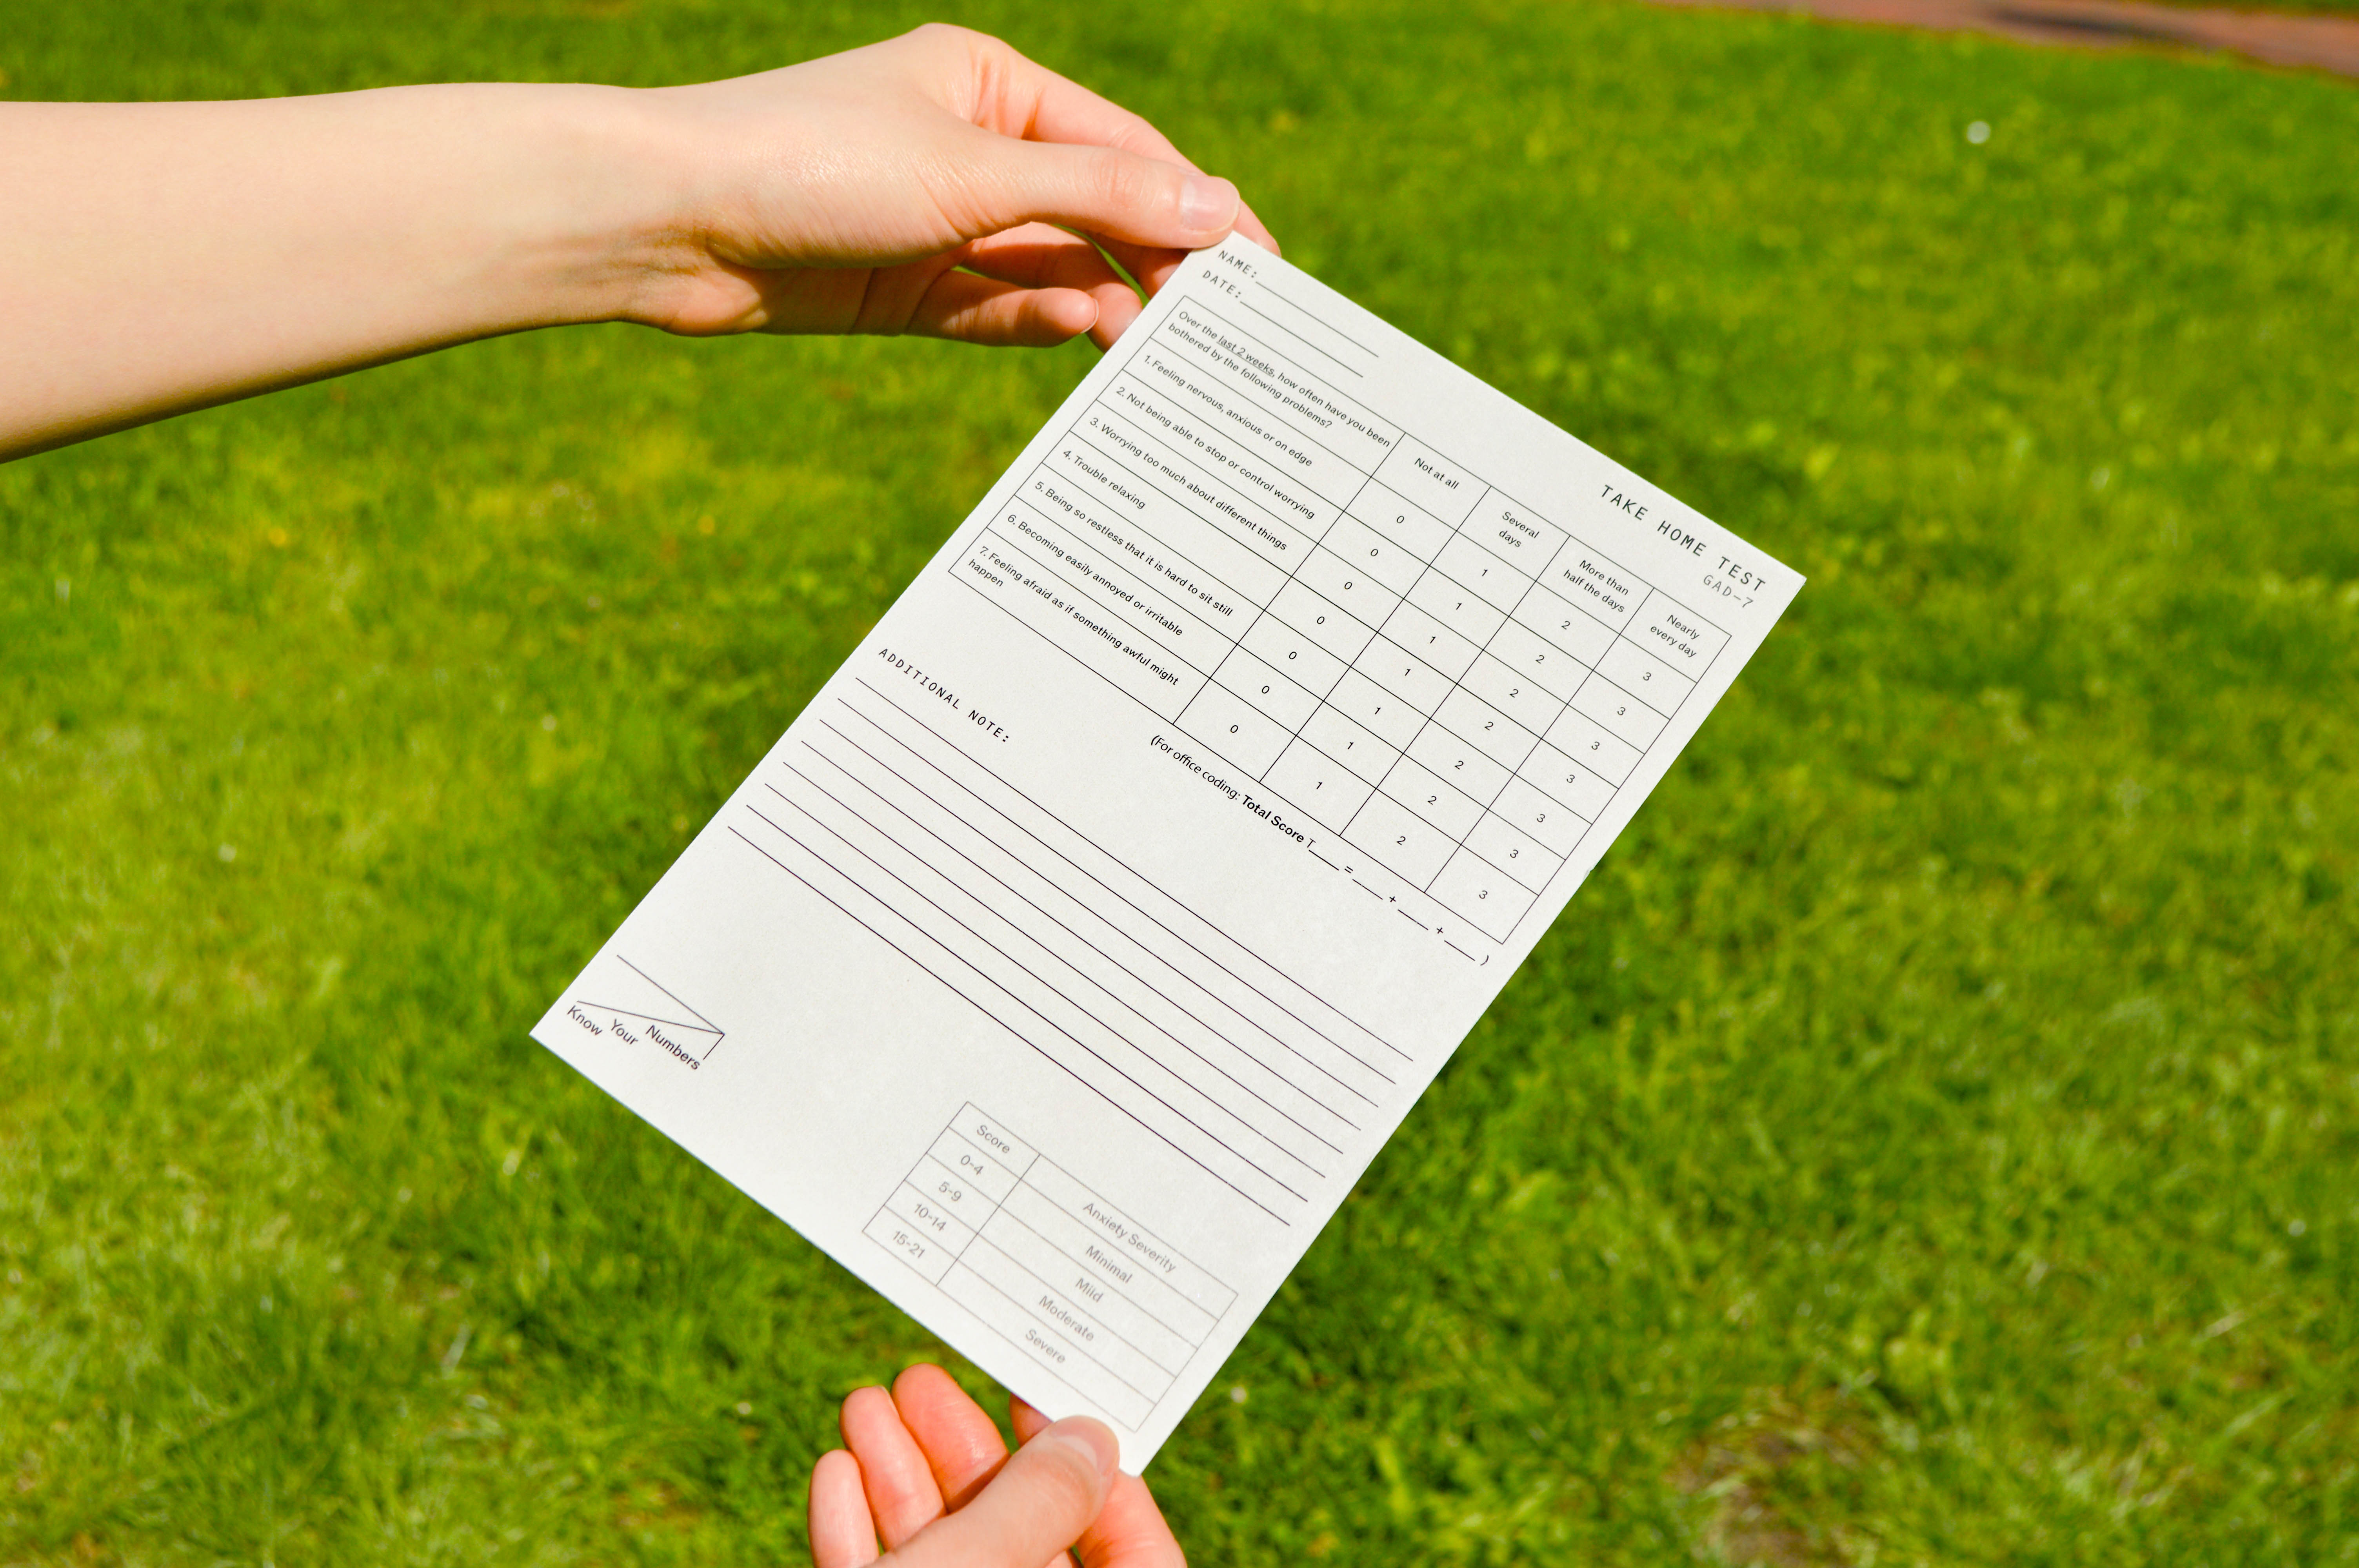 NAME:
DATE:
TAKE HOME TEST
GAD-7
Over the last 2 weeks, how often have you been
bothered by the following problems?
Not at all
Several
days
More than
half the days
Nearly
every day
1. Feeling nervous, anxious or on edge 0 1 2 3
2. Not being able to stop or control worrying 0 1 2 3
3. Worrying too much about different things 0 1 2 3
4. Trouble relaxing 0 1 2 3
5. Being so restless that it is hard to sit still 0 1 2 3
6. Becoming easily annoyed or irritable 0 1 2 3
7. Feeling afraid as if something awful might
happen 0 1 2 3
(For office coding: Total Score T___ = ___ + ___ + ___ )
ADDITIONAL NOTE:
Know Your Numbers
Score Anxiety Severity
0-4 Minimal
5-9 Mild
10-14 Moderate
15-21 Severe